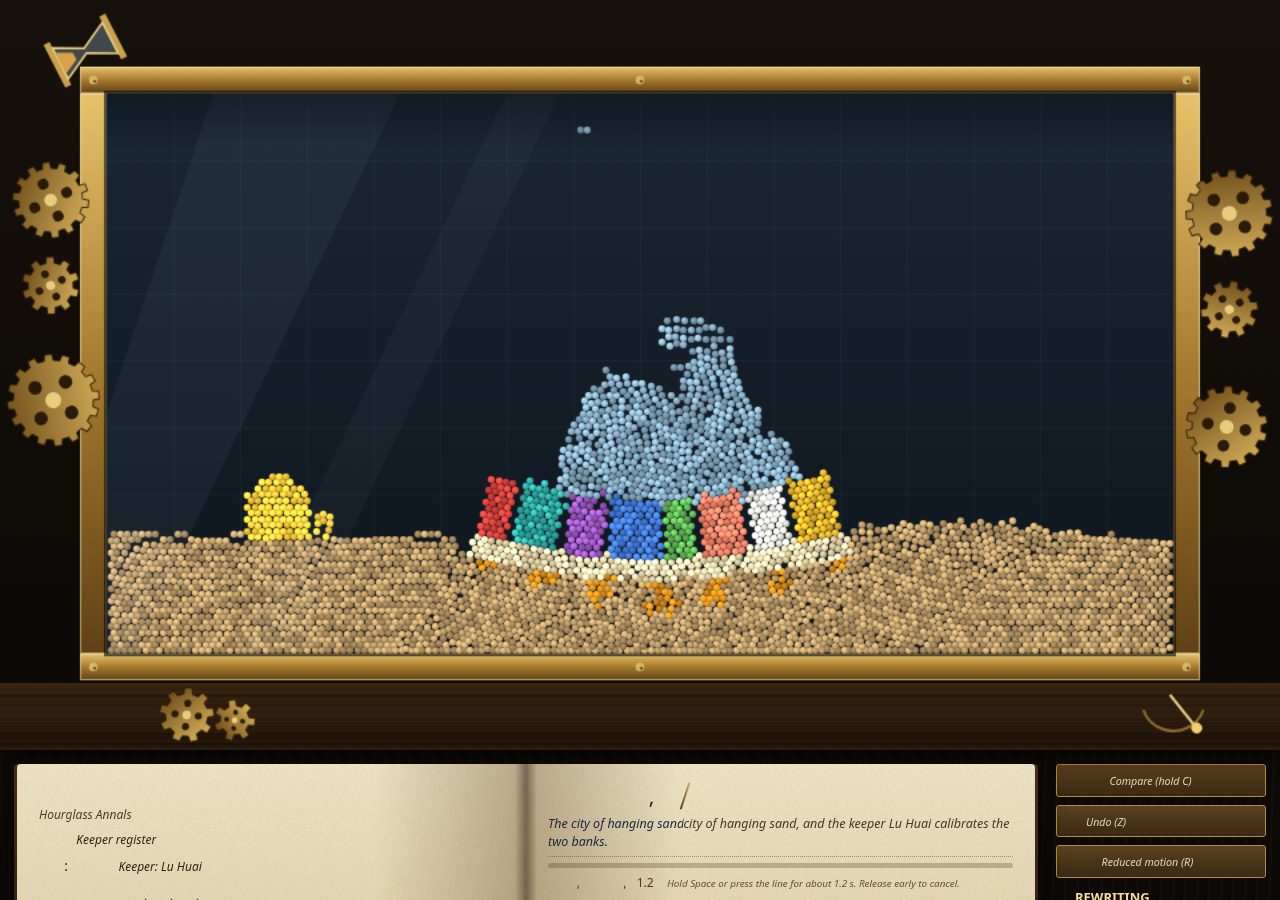 Hourglass Annals
Keeper register
: Keeper: Lu Huai
,
The city of hanging sandcity of hanging sand, and the keeper Lu Huai calibrates the
two banks.
, , 1.2 Hold Space or press the line for about 1.2 s. Release early to cancel.
Compare (hold C)
Undo (Z)
Reduced motion (R)
REWRITING